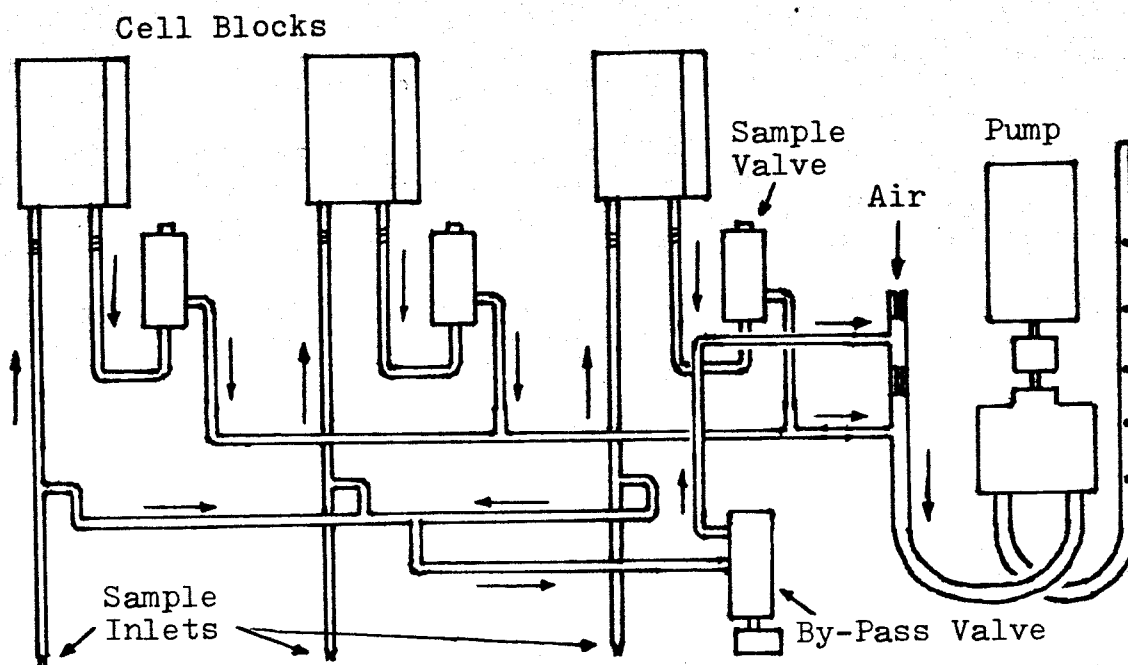 Cell Blocks
Sample
Valve
Pump
Air
Sample
Inlets
By-Pass Valve